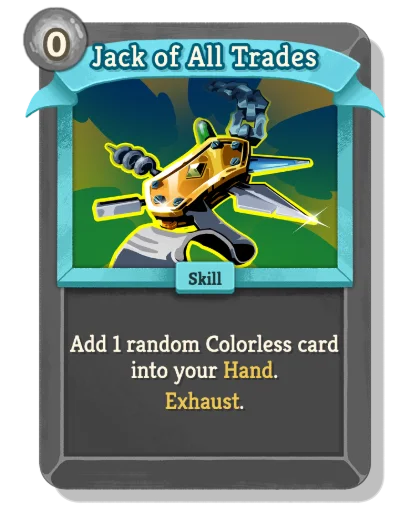 0
Jack of All Trades
Skill
Add 1 random Colorless card
into your Hand.
Exhaust.